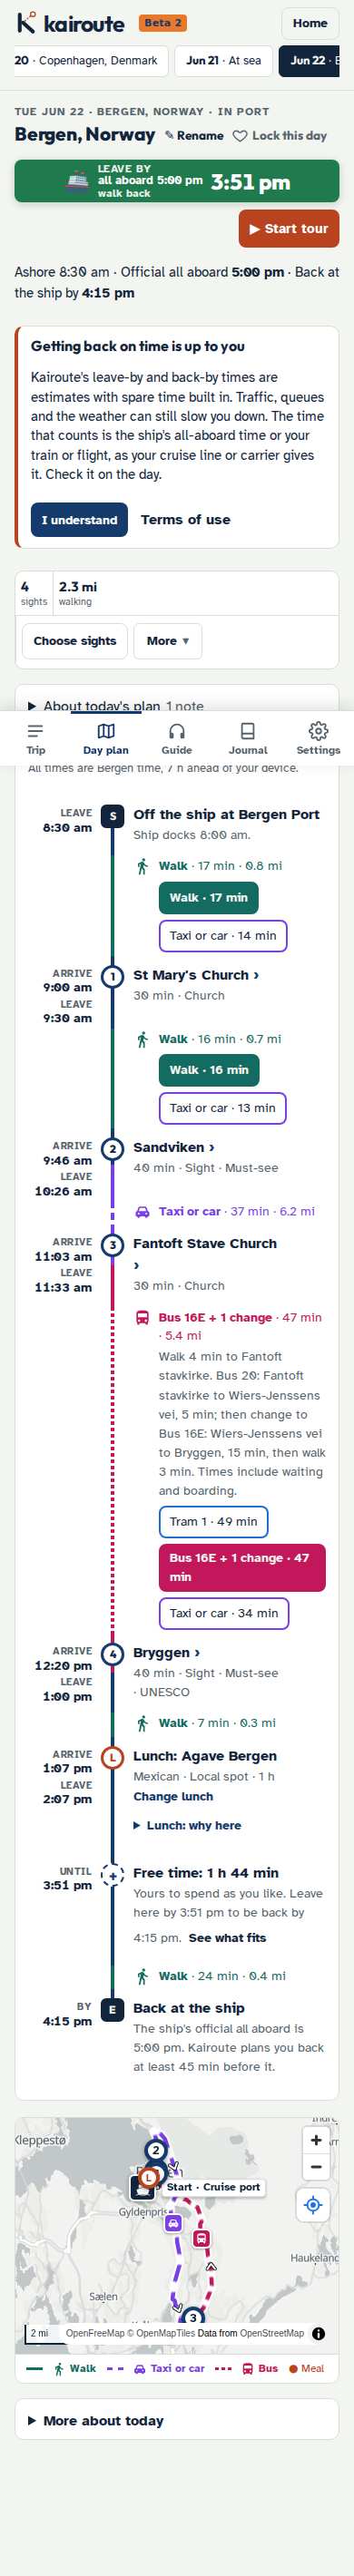 kairoute Beta 2 Home
20 · Copenhagen, Denmark Jun 21 · At sea Jun 22 ·
TUE JUN 22 · BERGEN, NORWAY · IN PORT
Bergen, Norway ✎ Rename ♡ Lock this day
LEAVE BY
all aboard 5:00 pm 3:51 pm
walk back
▶ Start tour
Ashore 8:30 am · Official all aboard 5:00 pm · Back at
the ship by 4:15 pm
Getting back on time is up to you
Kairoute's leave-by and back-by times are
estimates with spare time built in. Traffic, queues
and the weather can still slow you down. The time
that counts is the ship's all-aboard time or your
train or flight, as your cruise line or carrier gives
it. Check it on the day.
I understand Terms of use
4 2.3 mi
sights walking
Choose sights More ▼
▶ About today's plan 1 note
Trip Day plan Guide Journal Settings
All times are Bergen time, 7 h ahead of your device.
LEAVE
8:30 am
S Off the ship at Bergen Port
Ship docks 8:00 am.
Walk · 17 min · 0.8 mi
Walk · 17 min
Taxi or car · 14 min
ARRIVE
9:00 am
LEAVE
9:30 am
1 St Mary's Church ›
30 min · Church
Walk · 16 min · 0.7 mi
Walk · 16 min
Taxi or car · 13 min
ARRIVE
9:46 am
LEAVE
10:26 am
2 Sandviken ›
40 min · Sight · Must-see
Taxi or car · 37 min · 6.2 mi
ARRIVE
11:03 am
LEAVE
11:33 am
3 Fantoft Stave Church
›
30 min · Church
Bus 16E + 1 change · 47 min
· 5.4 mi
Walk 4 min to Fantoft
stavkirke. Bus 20: Fantoft
stavkirke to Wiers-Jenssens
vei, 5 min; then change to
Bus 16E: Wiers-Jenssens vei
to Bryggen, 15 min, then walk
3 min. Times include waiting
and boarding.
Tram 1 · 49 min
Bus 16E + 1 change · 47
min
Taxi or car · 34 min
ARRIVE
12:20 pm
LEAVE
1:00 pm
4 Bryggen ›
40 min · Sight · Must-see
· UNESCO
Walk · 7 min · 0.3 mi
ARRIVE
1:07 pm
LEAVE
2:07 pm
L Lunch: Agave Bergen
Mexican · Local spot · 1 h
Change lunch
▶ Lunch: why here
UNTIL
3:51 pm
+ Free time: 1 h 44 min
Yours to spend as you like. Leave
here by 3:51 pm to be back by
4:15 pm. See what fits
Walk · 24 min · 0.4 mi
BY
4:15 pm
E Back at the ship
The ship's official all aboard is
5:00 pm. Kairoute plans you back
at least 45 min before it.
Kleppestø
2
L
Start · Cruise port
Gyldenpris
Haukeland
Sælen
3
+
−
2 mi OpenFreeMap © OpenMapTiles Data from OpenStreetMap
Walk Taxi or car Bus Meal
▶ More about today